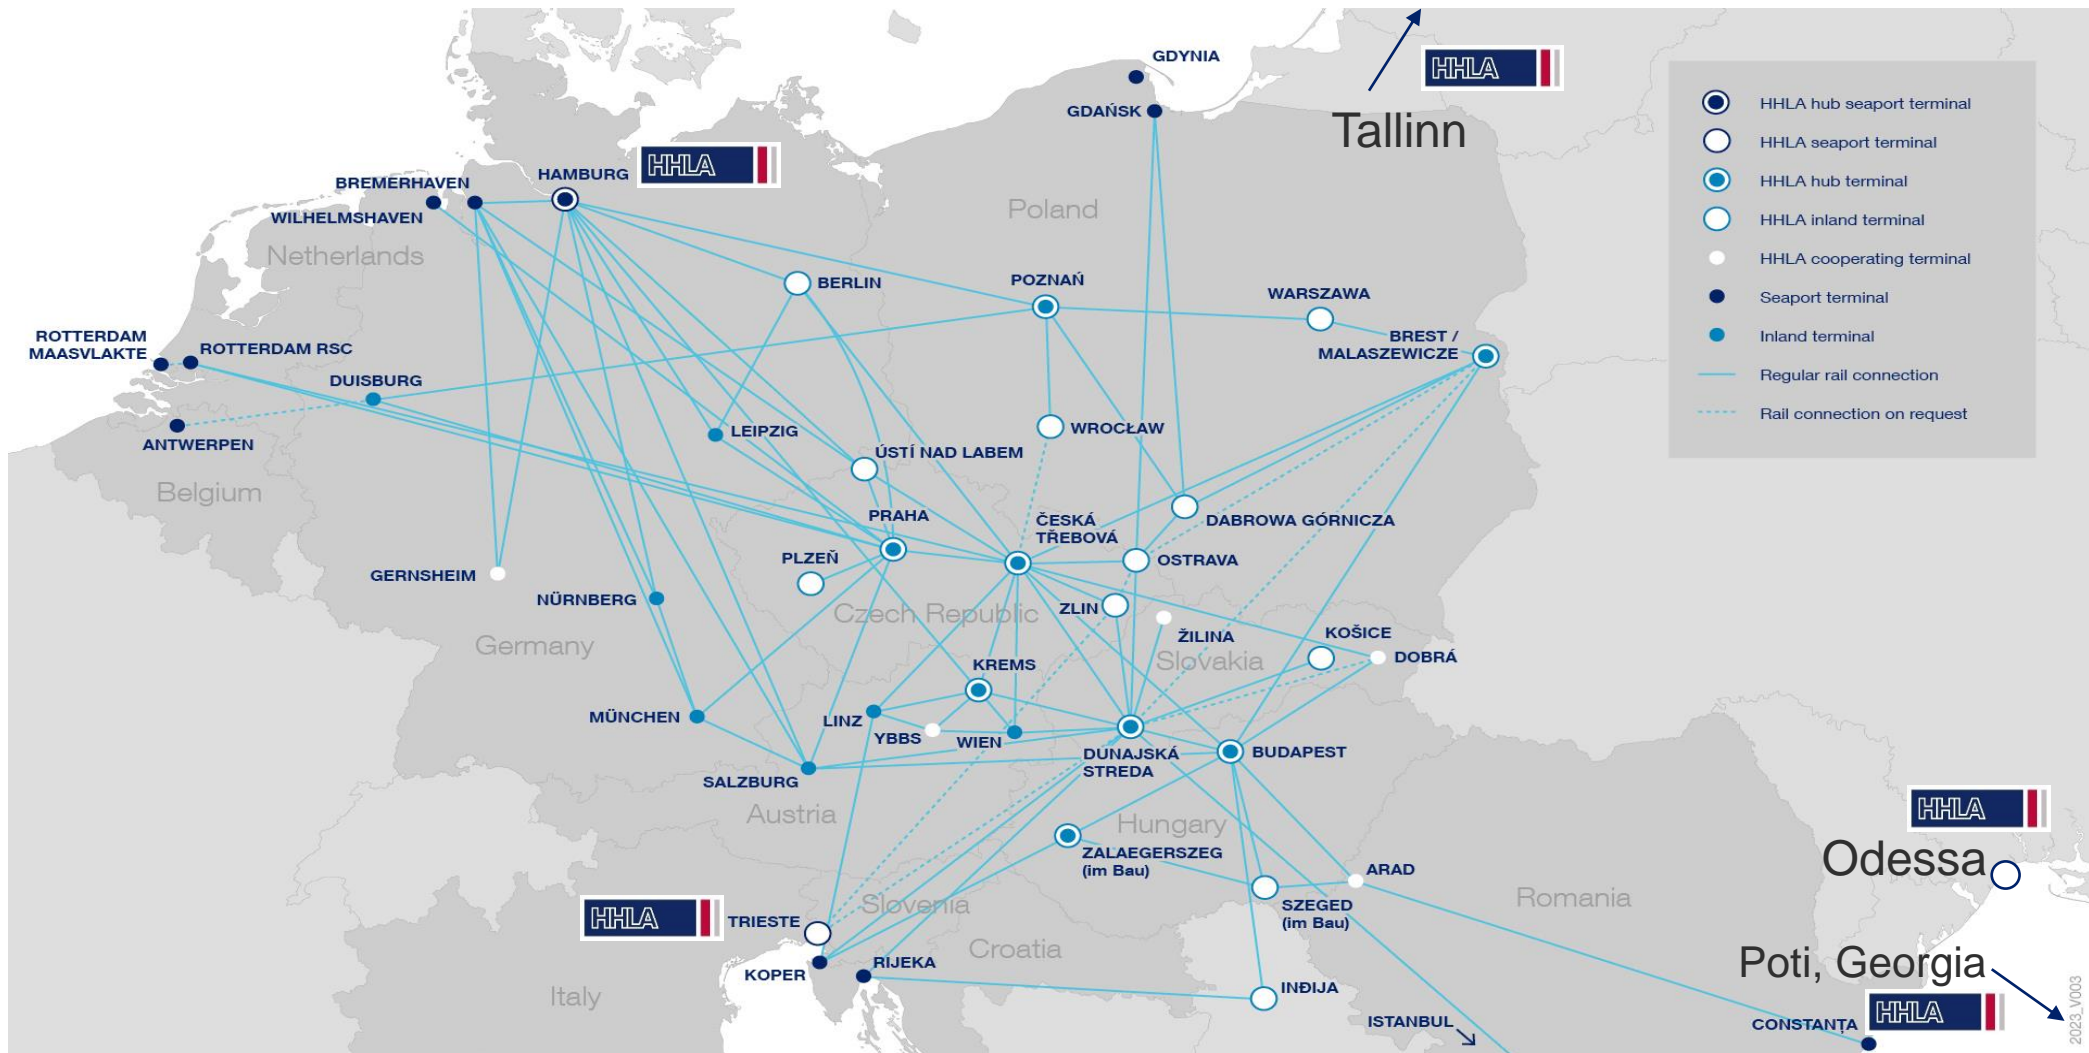 GDYNIA
GDAŃSK
HHLA
Tallinn
HHLA
HAMBURG
BREMERHAVEN
WILHELMSHAVEN
Netherlands
Poland
BERLIN
POZNAŃ
WARSZAWA
BREST /
MALASZEWICZE
ROTTERDAM
MAASVLAKTE
ROTTERDAM RSC
DUISBURG
ANTWERPEN
LEIPZIG
WROCŁAW
ÚSTÍ NAD LABEM
Belgium
PRAHA
ČESKÁ
TŘEBOVÁ
DABROWA GÓRNICZA
PLZEŇ
OSTRAVA
GERNSHEIM
NÜRNBERG
Czech Republic
ZLIN
ŽILINA
KOŠICE
Germany
Slovakia
DOBRÁ
KREMS
MÜNCHEN
LINZ
YBBS
WIEN
DUNAJSKÁ
STREDA
BUDAPEST
SALZBURG
Austria
Hungary
ZALAEGERSZEG
(im Bau)
ARAD
SZEGED
(im Bau)
Romania
Slovenia
HHLA
TRIESTE
Croatia
KOPER
RIJEKA
Italy
INĐIJA
ISTANBUL
HHLA
Odessa
Poti, Georgia
CONSTANȚA
HHLA
2023_V003
HHLA hub seaport terminal
HHLA seaport terminal
HHLA hub terminal
HHLA inland terminal
HHLA cooperating terminal
Seaport terminal
Inland terminal
Regular rail connection
Rail connection on request